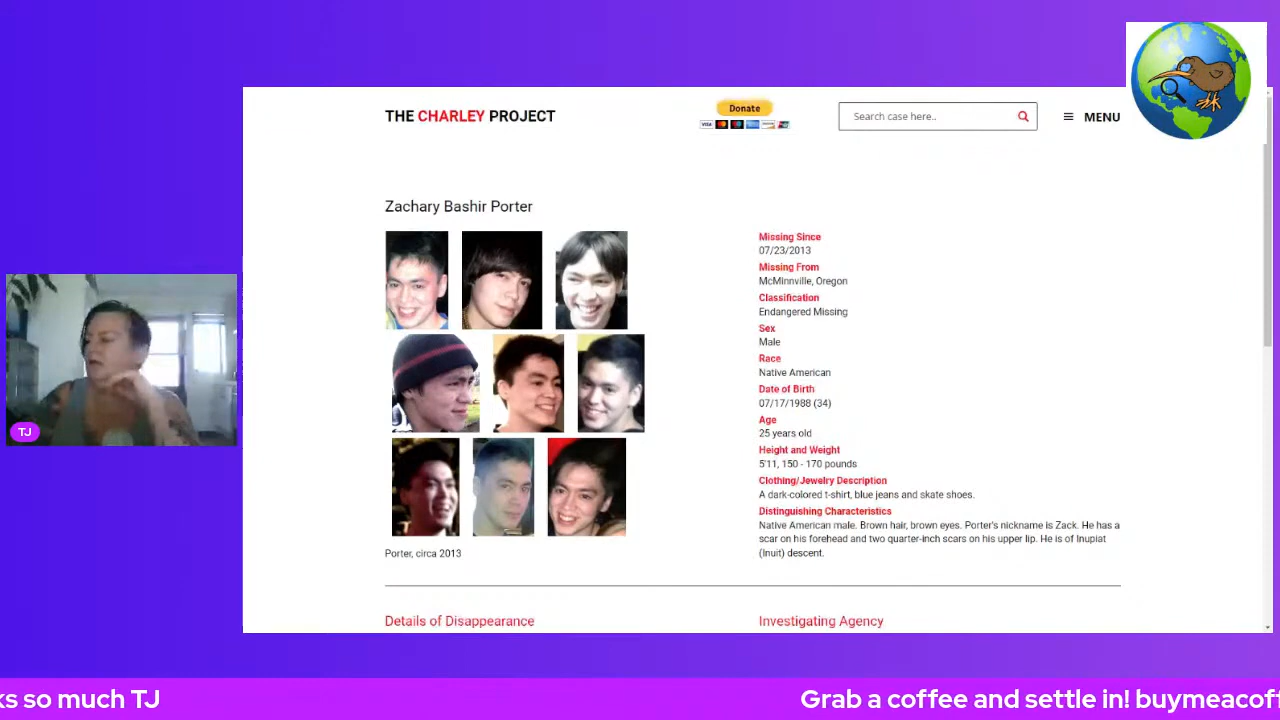 THE CHARLEY PROJECT
Donate
VISA
Search case here..
MENU
Zachary Bashir Porter
Missing Since
07/23/2013
Missing From
McMinnville, Oregon
Classification
Endangered Missing
Sex
Male
Race
Native American
Date of Birth
07/17/1988 (34)
Age
25 years old
Height and Weight
5'11, 150 - 170 pounds
Clothing/Jewelry Description
A dark-colored t-shirt, blue jeans and skate shoes.
Distinguishing Characteristics
Native American male. Brown hair, brown eyes. Porter's nickname is Zack. He has a
scar on his forehead and two quarter-inch scars on his upper lip. He is of Inupiat
(Inuit) descent.
Porter, circa 2013
Details of Disappearance
Investigating Agency
TJ
ks so much TJ
Grab a coffee and settle in! buymeacoff